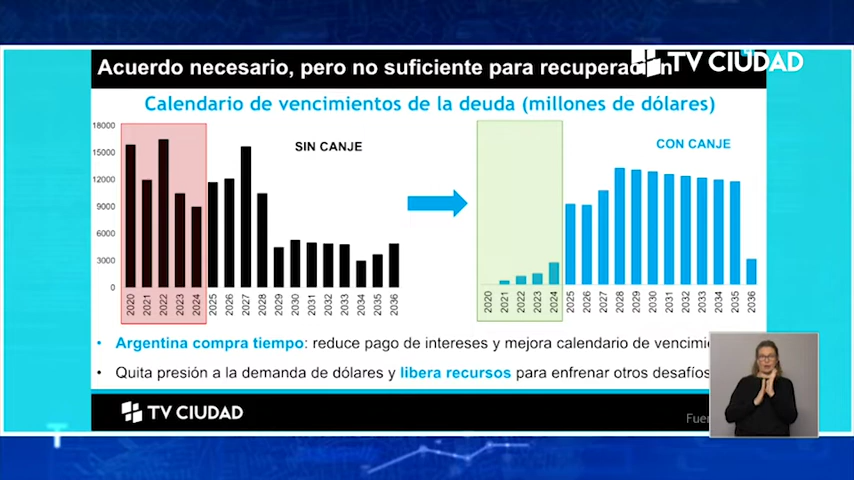 Acuerdo necesario, pero no suficiente para recuperación
TV CIUDAD
Calendario de vencimientos de la deuda (millones de dólares)
18000
15000
12000
9000
6000
3000
0
SIN CANJE
2020 2021 2022 2023 2024 2025 2026 2027 2028 2029 2030 2031 2032 2033 2034 2035 2036
CON CANJE
2020 2021 2022 2023 2024 2025 2026 2027 2028 2029 2030 2031 2032 2033 2034 2035 2036
• Argentina compra tiempo: reduce pago de intereses y mejora calendario de
• Quita presión a la demanda de dólares y libera recursos para enfrenar otros desafíos
TV CIUDAD